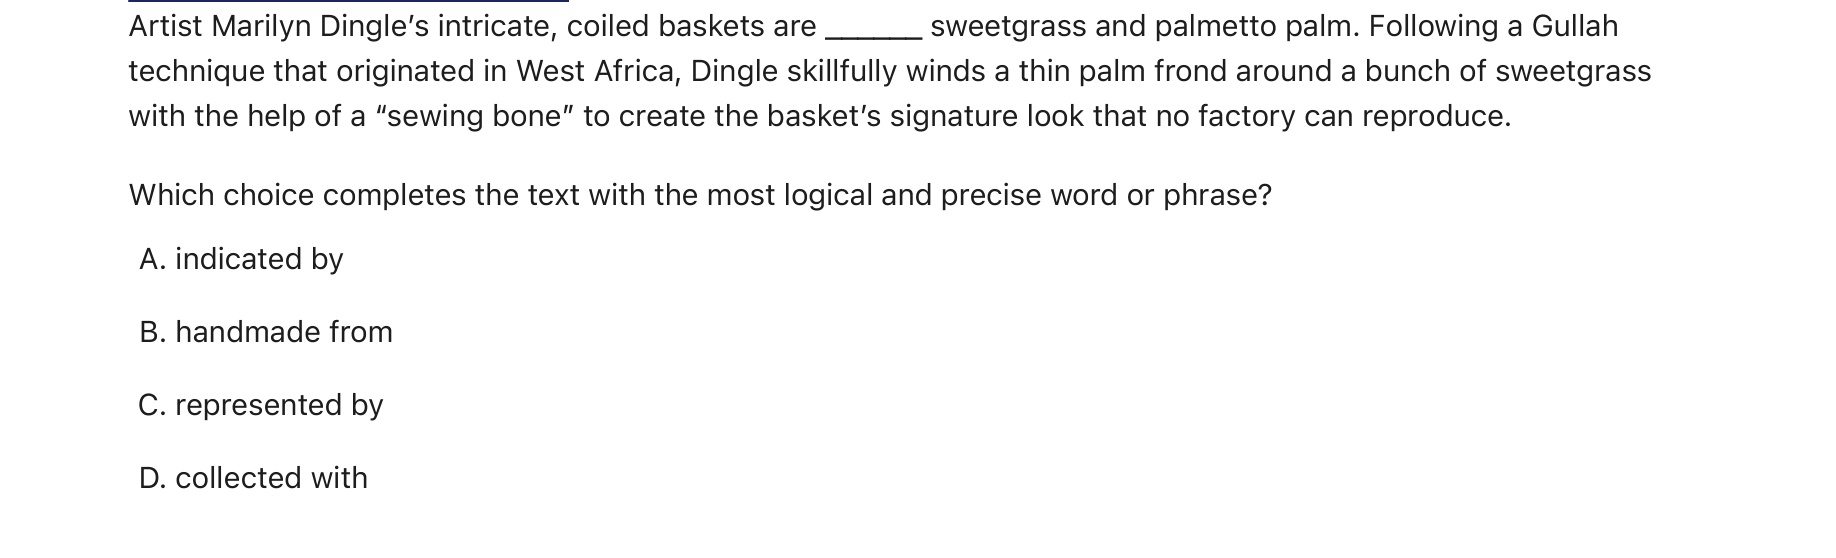 Artist Marilyn Dingle’s intricate, coiled baskets are ______ sweetgrass and palmetto palm. Following a Gullah
technique that originated in West Africa, Dingle skillfully winds a thin palm frond around a bunch of sweetgrass
with the help of a “sewing bone” to create the basket’s signature look that no factory can reproduce.
Which choice completes the text with the most logical and precise word or phrase?
A. indicated by
B. handmade from
C. represented by
D. collected with